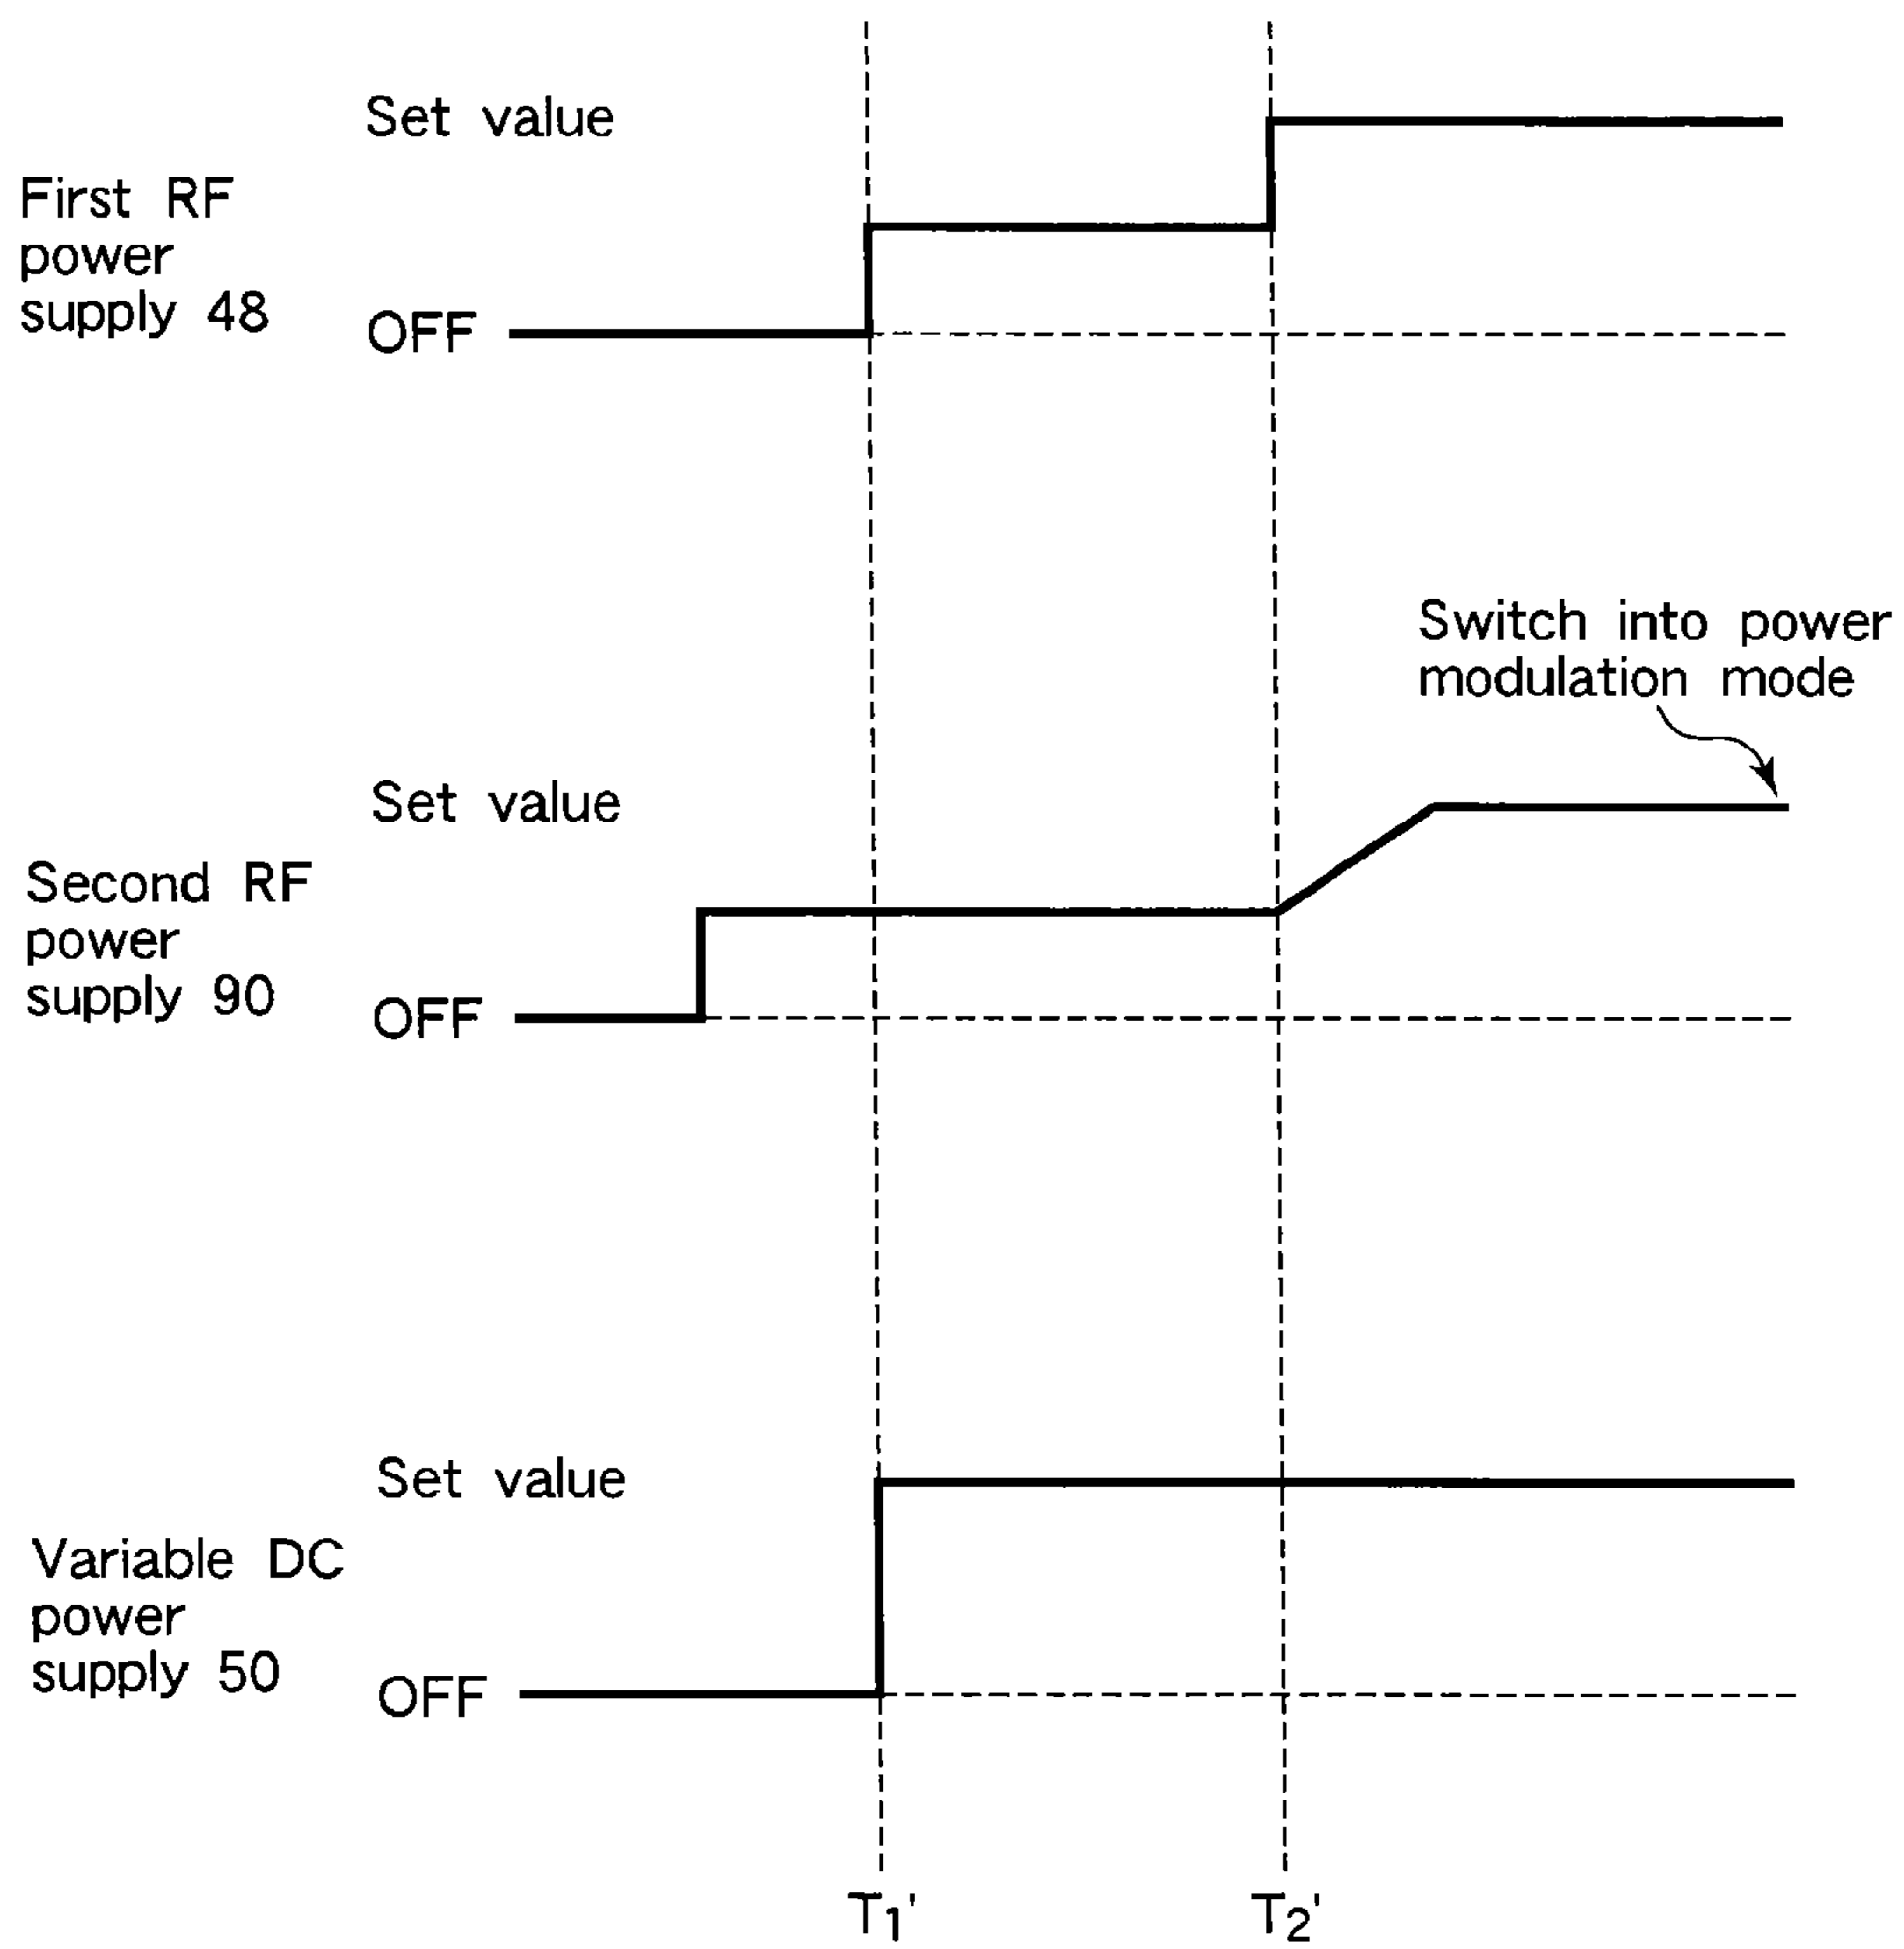 Set value
First RF
power
supply 48
OFF
Switch into power
modulation mode
Set value
Second RF
power
supply 90
OFF
Set value
Variable DC
power
supply 50
OFF
T1'
T2'